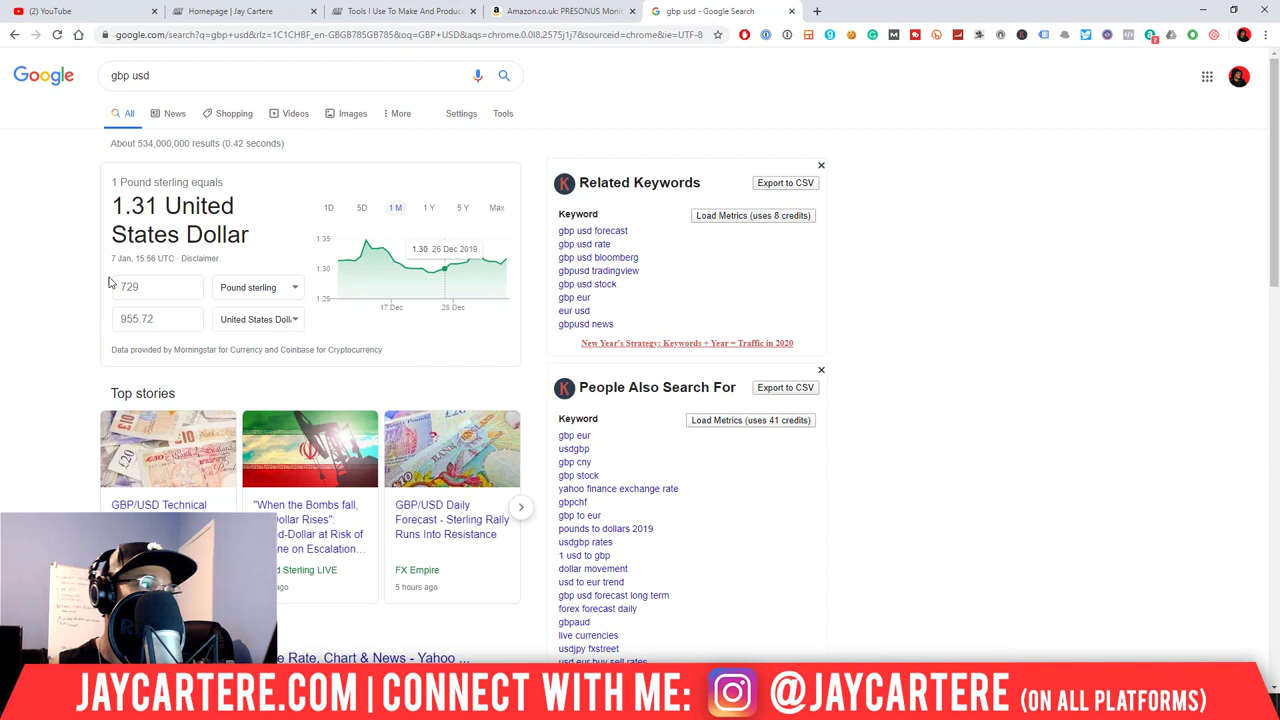 (2) YouTube
Homepage | Jay Cartere
Tools I Use To Make And Produce
Amazon.co.uk: PRESONUS Monit
gbp usd - Google Search
google.com/search?q=gbp+usd&rlz=1C1CHBF_en-GBGB785GB785&oq=GBP+USD&aqs=chrome.0.0l8.2575j1j7&sourceid=chrome&ie=UTF-8
Google
gbp usd
All
News
Shopping
Videos
Images
More
Settings
Tools
About 534,000,000 results (0.42 seconds)
1 Pound sterling equals
1.31 United
States Dollar
7 Jan, 15:56 UTC · Disclaimer
729
Pound sterling
955.72
United States Doll
1D 5D 1M 1Y 5Y Max
1.35
1.30 26 Dec 2019
1.30
1.25
17 Dec 28 Dec
Data provided by Morningstar for Currency and Coinbase for Cryptocurrency
Top stories
GBP/USD Technical
"When the Bombs fall,
Dollar Rises":
d-Dollar at Risk of
ne on Escalation...
d Sterling LIVE
ago
GBP/USD Daily
Forecast - Sterling Rally
Runs Into Resistance
FX Empire
5 hours ago
e Rate, Chart & News - Yahoo ...
Related Keywords
Export to CSV
Keyword
Load Metrics (uses 8 credits)
gbp usd forecast
gbp usd rate
gbp usd bloomberg
gbpusd tradingview
gbp usd stock
gbp eur
eur usd
gbpusd news
New Year's Strategy: Keywords + Year = Traffic in 2020
People Also Search For
Export to CSV
Keyword
Load Metrics (uses 41 credits)
gbp eur
usdgbp
gbp cny
gbp stock
yahoo finance exchange rate
gbpchf
gbp to eur
pounds to dollars 2019
usdgbp rates
1 usd to gbp
dollar movement
usd to eur trend
gbp usd forecast long term
forex forecast daily
gbpaud
live currencies
usdjpy fxstreet
usd eur buy sell rates
JAYCARTERE.COM | CONNECT WITH ME: @JAYCARTERE (ON ALL PLATFORMS)